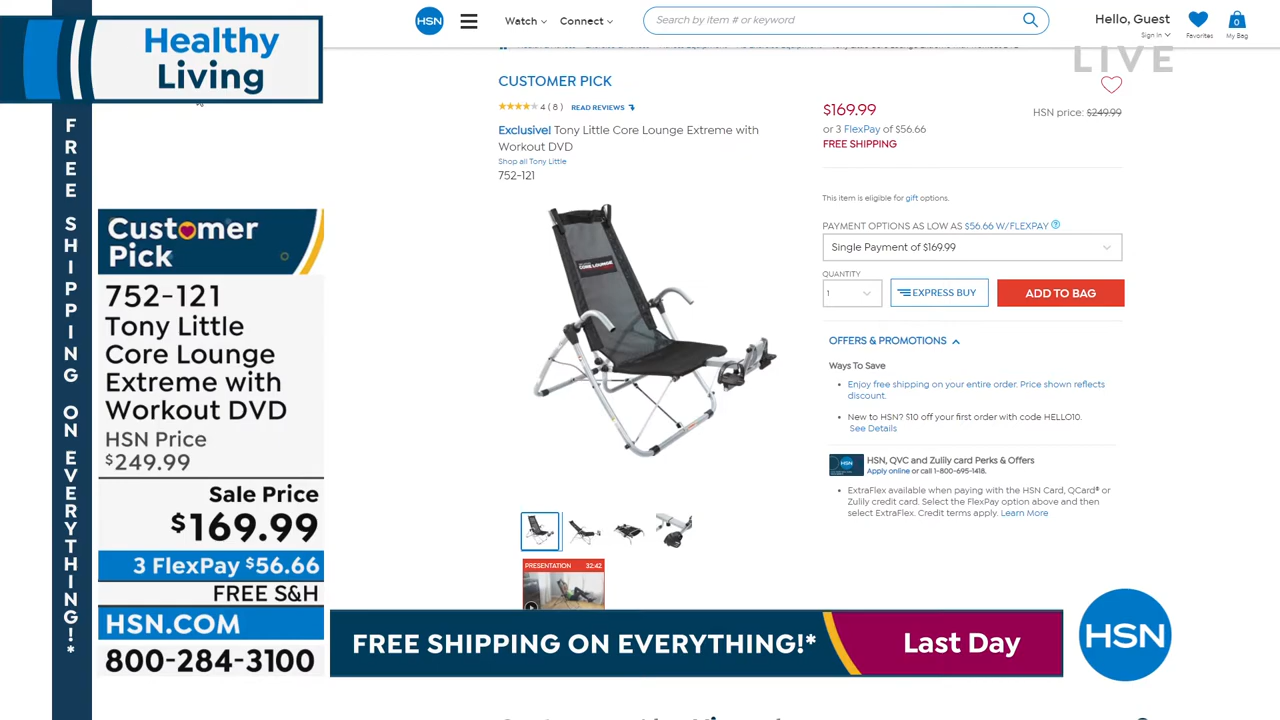 Healthy
Living
FREE SHIPPING ON EVERYTHING!*
Customer
Pick
752-121
Tony Little
Core Lounge
Extreme with
Workout DVD
HSN Price
$249.99
Sale Price
$169.99
3 FlexPay $56.66
FREE S&H
HSN.COM
800-284-3100
HSN
Watch
Connect
Search by item # or keyword
Hello, Guest
Sign in
Favorites
0
My Bag
LIVE
CUSTOMER PICK
4 ( 8 ) READ REVIEWS
Exclusive! Tony Little Core Lounge Extreme with
Workout DVD
Shop all Tony Little
752-121
CORE LOUNGE
PRESENTATION 32:42
$169.99
HSN price: $249.99
or 3 FlexPay of $56.66
FREE SHIPPING
This item is eligible for gift options.
PAYMENT OPTIONS AS LOW AS $56.66 W/FLEXPAY ?
Single Payment of $169.99
QUANTITY
1
EXPRESS BUY
ADD TO BAG
OFFERS & PROMOTIONS
Ways To Save
Enjoy free shipping on your entire order. Price shown reflects
discount.
New to HSN? $10 off your first order with code HELLO10.
See Details
HSN
HSN, QVC and Zulily card Perks & Offers
Apply online or call 1-800-695-1418.
ExtraFlex available when paying with the HSN Card, QCard® or
Zulily credit card. Select the FlexPay option above and then
select ExtraFlex. Credit terms apply. Learn More
FREE SHIPPING ON EVERYTHING!*
Last Day
HSN